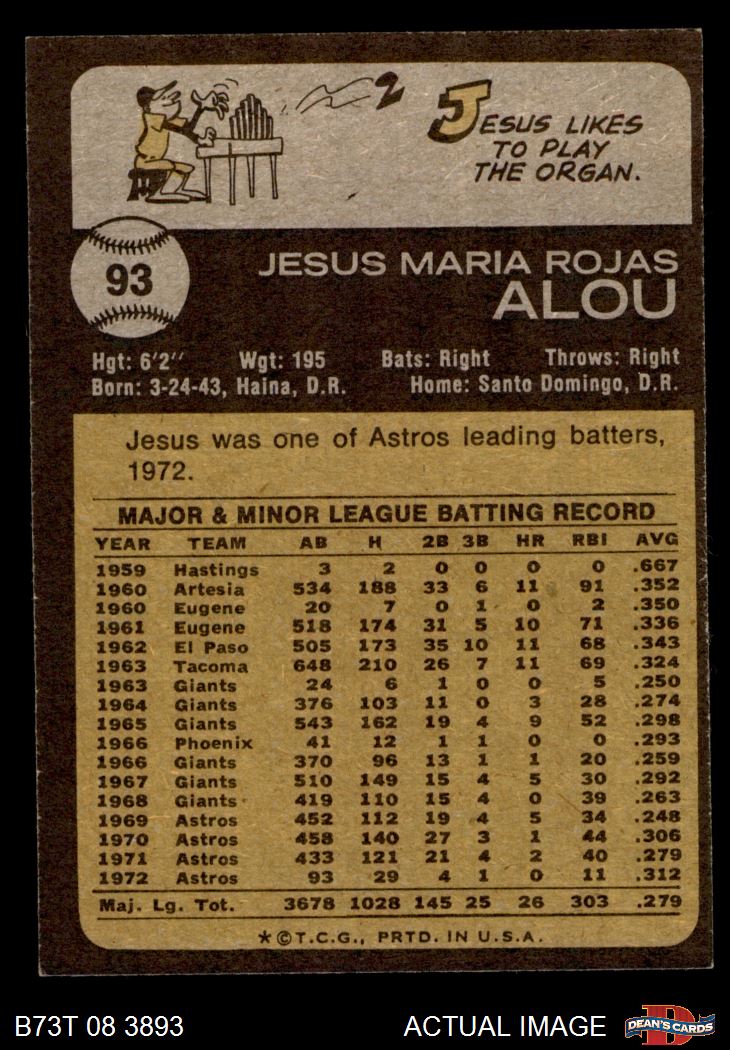 2
JESUS LIKES
TO PLAY
THE ORGAN.
93
JESUS MARIA ROJAS
ALOU
Hgt: 6'2" Wgt: 195 Bats: Right Throws: Right
Born: 3-24-43, Haina, D.R. Home: Santo Domingo, D.R.
Jesus was one of Astros leading batters,
1972.
MAJOR & MINOR LEAGUE BATTING RECORD
YEAR TEAM AB H 2B 3B HR RBI AVG
1959 Hastings 3 2 0 0 0 0 .667
1960 Artesia 534 188 33 6 11 91 .352
1960 Eugene 20 7 0 1 0 2 .350
1961 Eugene 518 174 31 5 10 71 .336
1962 El Paso 505 173 35 10 11 68 .343
1963 Tacoma 648 210 26 7 11 69 .324
1963 Giants 24 6 1 0 0 5 .250
1964 Giants 376 103 11 0 3 28 .274
1965 Giants 543 162 19 4 9 52 .298
1966 Phoenix 41 12 1 1 0 0 .293
1966 Giants 370 96 13 1 1 20 .259
1967 Giants 510 149 15 4 5 30 .292
1968 Giants 419 110 15 4 0 39 .263
1969 Astros 452 112 19 4 5 34 .248
1970 Astros 458 140 27 3 1 44 .306
1971 Astros 433 121 21 4 2 40 .279
1972 Astros 93 29 4 1 0 11 .312
Maj. Lg. Tot. 3678 1028 145 25 26 303 .279
*©T.C.G., PRTD. IN U.S.A.
B73T 08 3893 ACTUAL IMAGE
D
DEAN'S CARDS